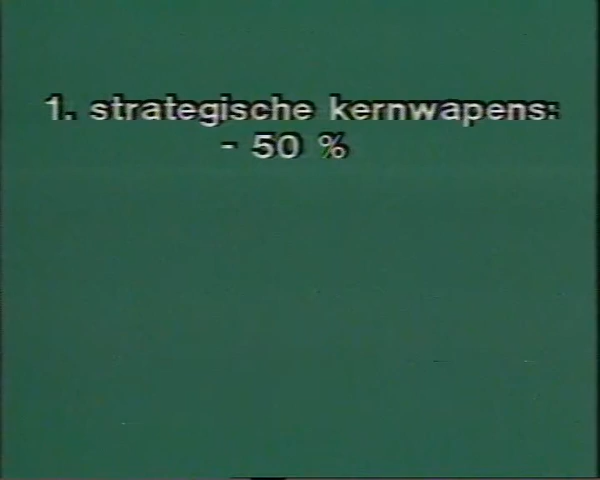 1. strategische kernwapens:
- 50 %